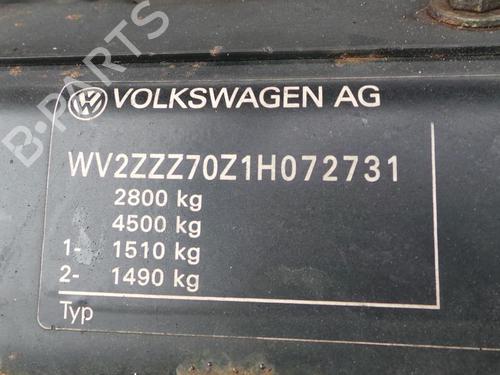 VOLKSWAGEN AG
WV2ZZZ70Z1H072731
2800 kg
4500 kg
1- 1510 kg
2- 1490 kg
Typ
B-PARTS